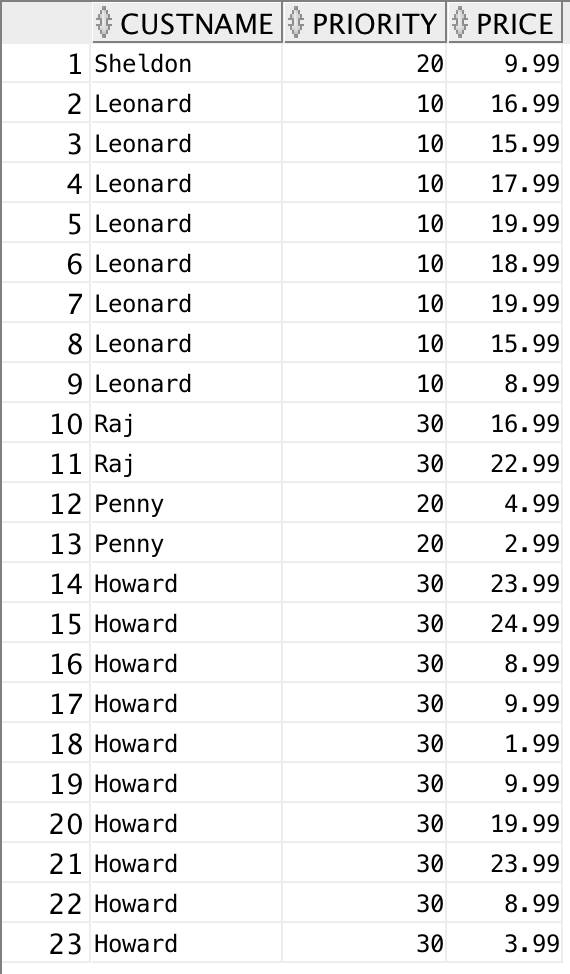 CUSTNAME PRIORITY PRICE
1 Sheldon 20 9.99
2 Leonard 10 16.99
3 Leonard 10 15.99
4 Leonard 10 17.99
5 Leonard 10 19.99
6 Leonard 10 18.99
7 Leonard 10 19.99
8 Leonard 10 15.99
9 Leonard 10 8.99
10 Raj 30 16.99
11 Raj 30 22.99
12 Penny 20 4.99
13 Penny 20 2.99
14 Howard 30 23.99
15 Howard 30 24.99
16 Howard 30 8.99
17 Howard 30 9.99
18 Howard 30 1.99
19 Howard 30 9.99
20 Howard 30 19.99
21 Howard 30 23.99
22 Howard 30 8.99
23 Howard 30 3.99